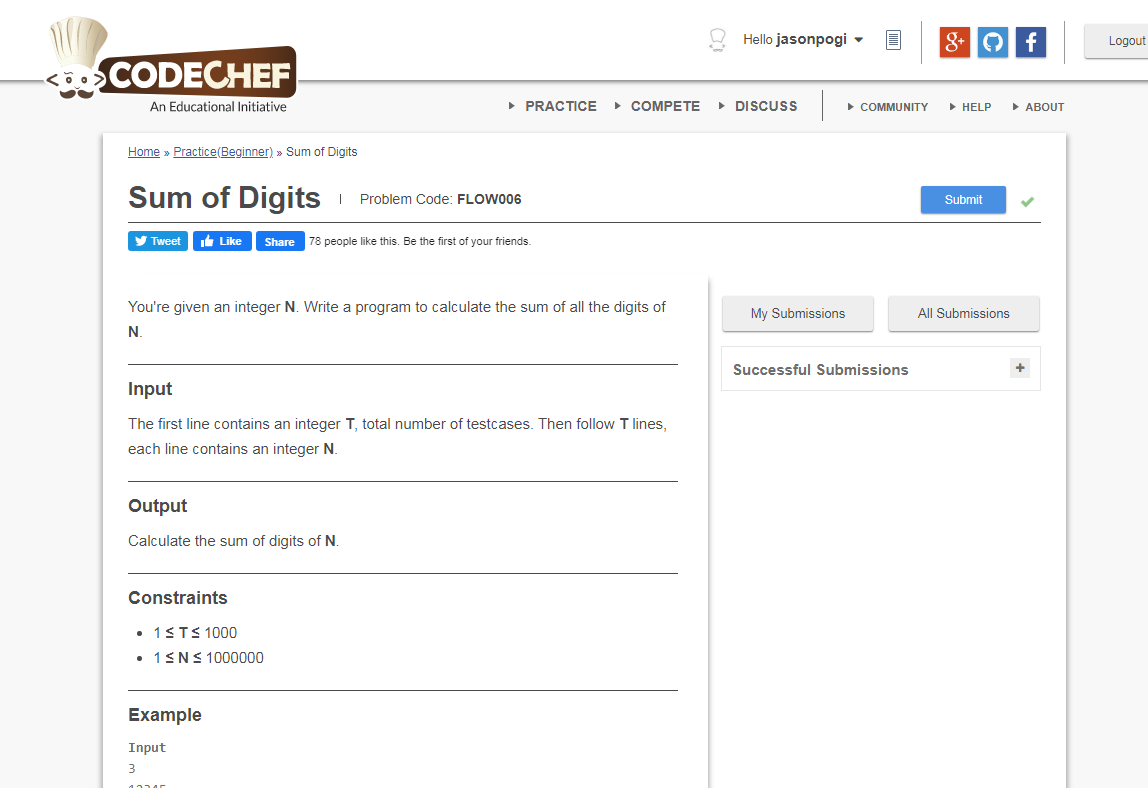 Hello jasonpogi
Logout
CODECHEF
An Educational Initiative
PRACTICE COMPETE DISCUSS COMMUNITY HELP ABOUT
Home » Practice(Beginner) » Sum of Digits
Sum of Digits | Problem Code: FLOW006
Submit
Tweet Like Share 78 people like this. Be the first of your friends.
You're given an integer N. Write a program to calculate the sum of all the digits of
N.
Input
The first line contains an integer T, total number of testcases. Then follow T lines,
each line contains an integer N.
Output
Calculate the sum of digits of N.
Constraints
• 1 ≤ T ≤ 1000
• 1 ≤ N ≤ 1000000
Example
Input
3
12345
My Submissions All Submissions
Successful Submissions +